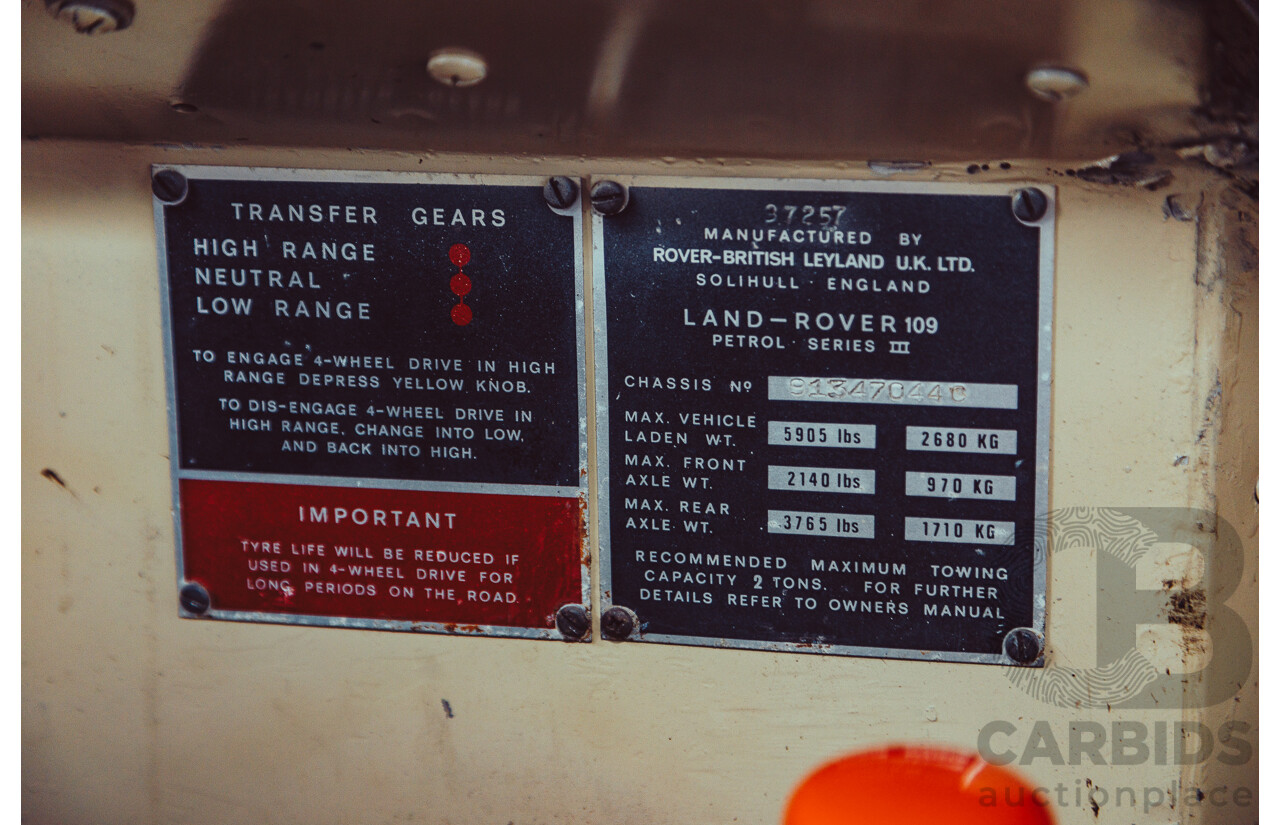 TRANSFER GEARS
HIGH RANGE
NEUTRAL
LOW RANGE
TO ENGAGE 4-WHEEL DRIVE IN HIGH
RANGE DEPRESS YELLOW KNOB.
TO DIS-ENGAGE 4-WHEEL DRIVE IN
HIGH RANGE, CHANGE INTO LOW,
AND BACK INTO HIGH.
IMPORTANT
TYRE LIFE WILL BE REDUCED IF
USED IN 4-WHEEL DRIVE FOR
LONG PERIODS ON THE ROAD.
37257
MANUFACTURED BY
ROVER-BRITISH LEYLAND U.K. LTD.
SOLIHULL · ENGLAND
LAND-ROVER 109
PETROL · SERIES III
CHASSIS Nº
MAX. VEHICLE
LADEN WT. 5905 lbs 2680 KG
MAX. FRONT
AXLE WT. 2140 lbs 970 KG
MAX. REAR
AXLE WT. 3765 lbs 1710 KG
RECOMMENDED MAXIMUM TOWING
CAPACITY 2 TONS. FOR FURTHER
DETAILS REFER TO OWNERS MANUAL
B
CARBIDS
auctionplace